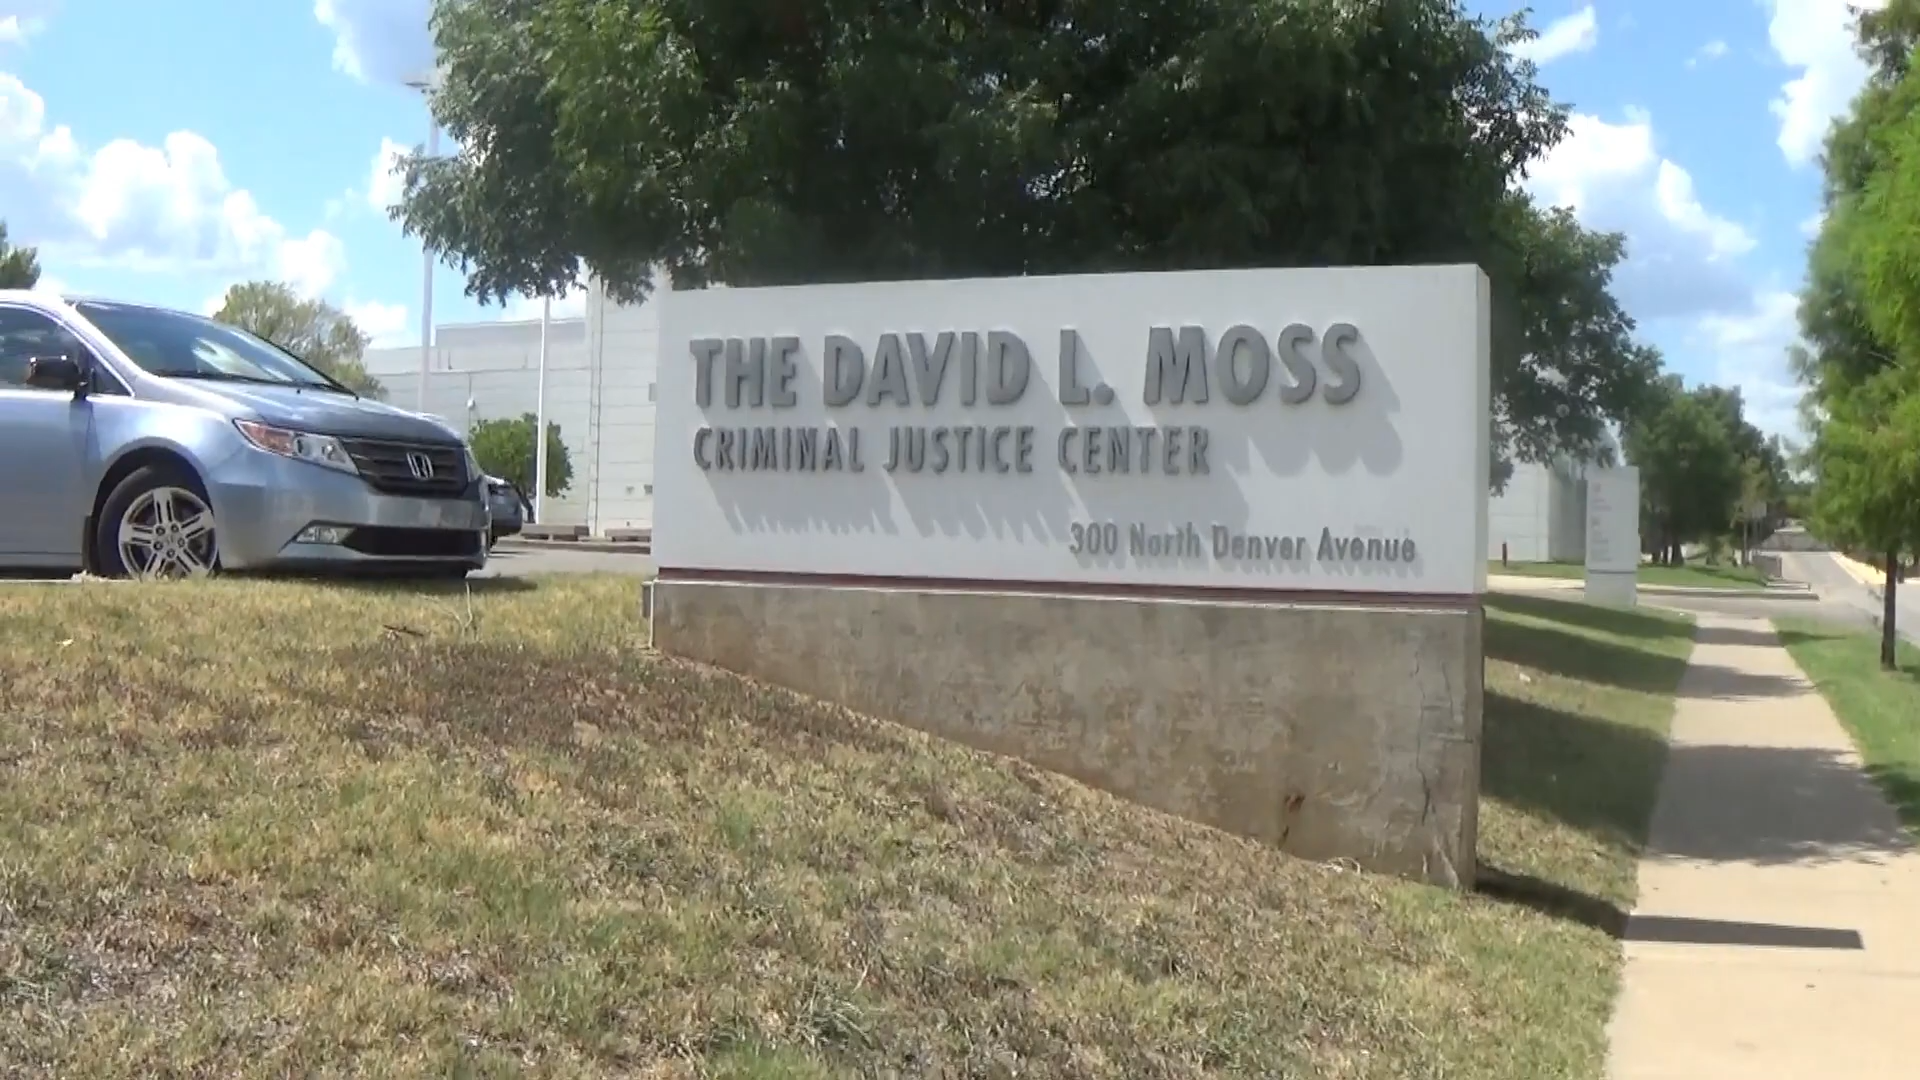 THE DAVID L. MOSS
CRIMINAL JUSTICE CENTER
300 North Denver Avenue